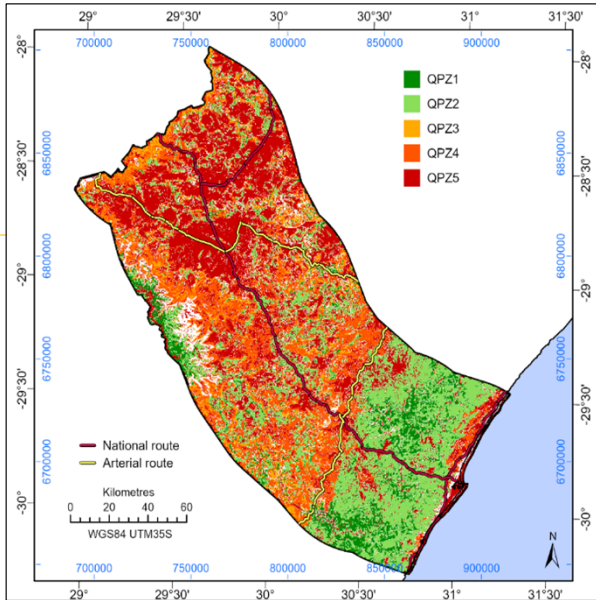 29° 29°30' 30° 30°30' 31° 31°30'
700000 750000 800000 850000 900000
-28° -28°
QPZ1
QPZ2
QPZ3
QPZ4
QPZ5
6850000 6850000
-28°30' -28°30'
6800000 6800000
-29° -29°
6750000 6750000
-29°30' -29°30'
National route
Arterial route
6700000 6700000
Kilometres
0 20 40 60
WGS84 UTM35S
-30° -30°
N
700000 750000 800000 850000 900000
29° 29°30' 30° 30°30' 31° 31°30'